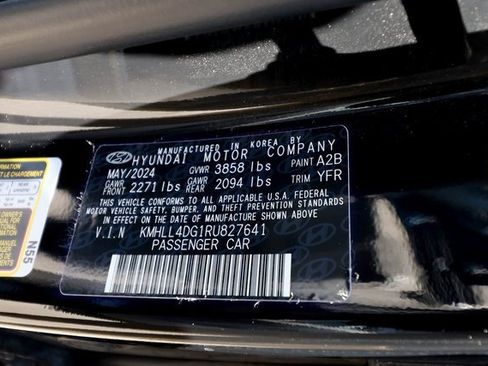 MANUFACTURED IN KOREA BY
HYUNDAI MOTOR COMPANY
MAY/2024 GVWR 3858 lbs PAINT A2B
GAWR FRONT 2271 lbs GAWR REAR 2094 lbs TRIM YFR
THIS VEHICLE CONFORMS TO ALL APPLICABLE U.S.A. FEDERAL
MOTOR VEHICLE SAFETY, BUMPER, AND THEFT PREVENTION STANDARDS
IN EFFECT ON THE DATE OF MANUFACTURE SHOWN ABOVE.
V.I.N KMHLL4DG1RU827641
PASSENGER CAR
N55